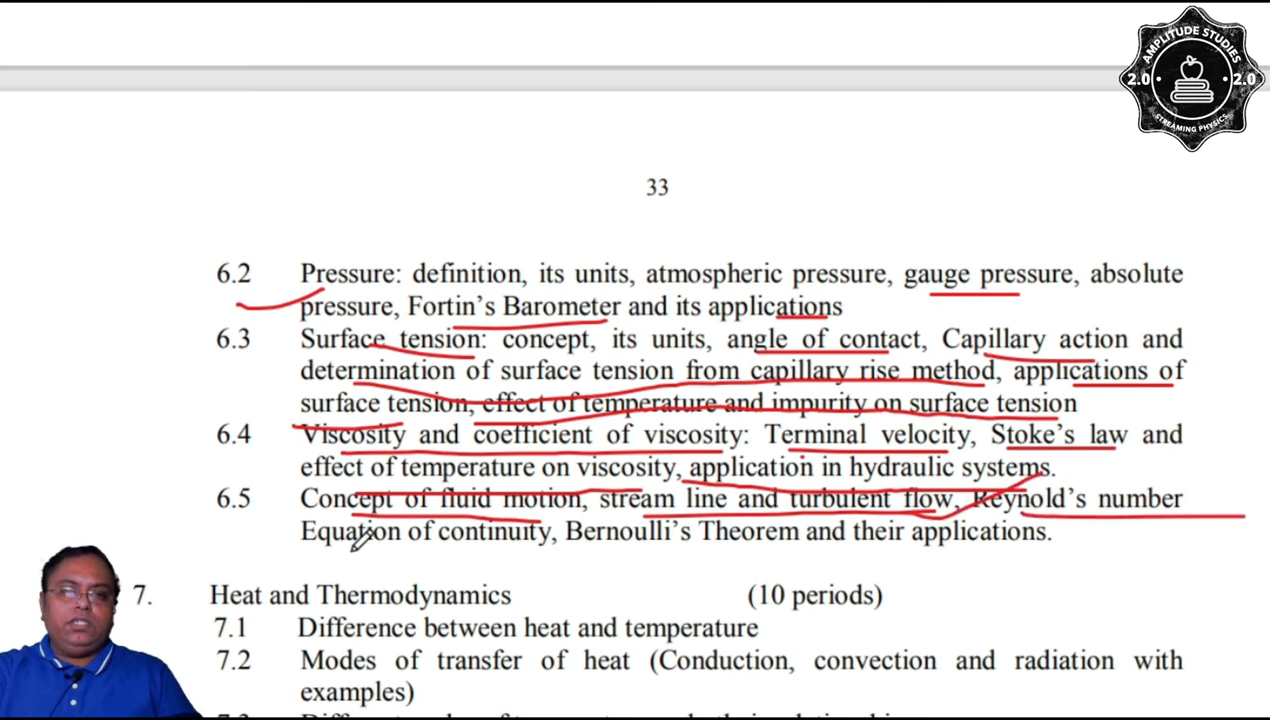 AMPLITUDE STUDIES
2.0 2.0
STREAMING PHYSICS
33
6.2 Pressure: definition, its units, atmospheric pressure, gauge pressure, absolute
pressure, Fortin's Barometer and its applications
6.3 Surface tension: concept, its units, angle of contact, Capillary action and
determination of surface tension from capillary rise method, applications of
surface tension, effect of temperature and impurity on surface tension
6.4 Viscosity and coefficient of viscosity: Terminal velocity, Stoke's law and
effect of temperature on viscosity, application in hydraulic systems.
6.5 Concept of fluid motion, stream line and turbulent flow, Reynold's number
Equation of continuity, Bernoulli's Theorem and their applications.
7. Heat and Thermodynamics (10 periods)
7.1 Difference between heat and temperature
7.2 Modes of transfer of heat (Conduction, convection and radiation with
examples)